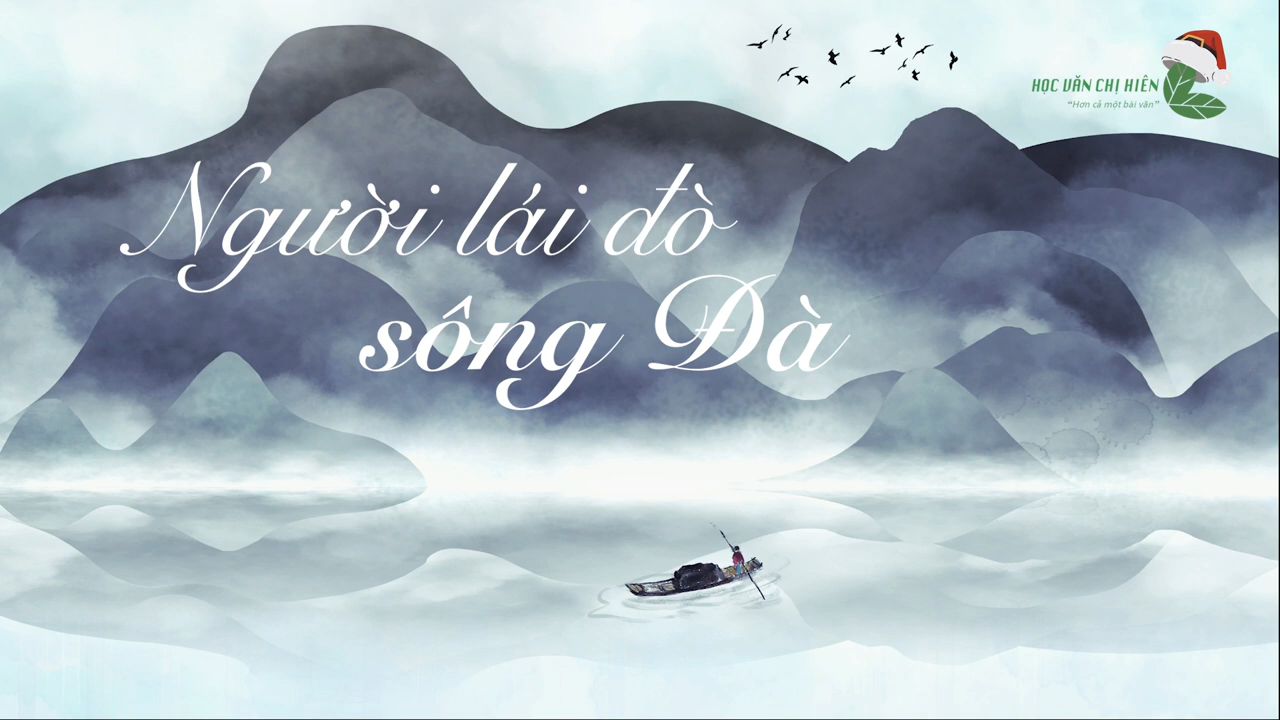 HỌC VĂN CHỊ HIÊN
"Hơn cả một bài văn"
Người lái đò
sông Đà